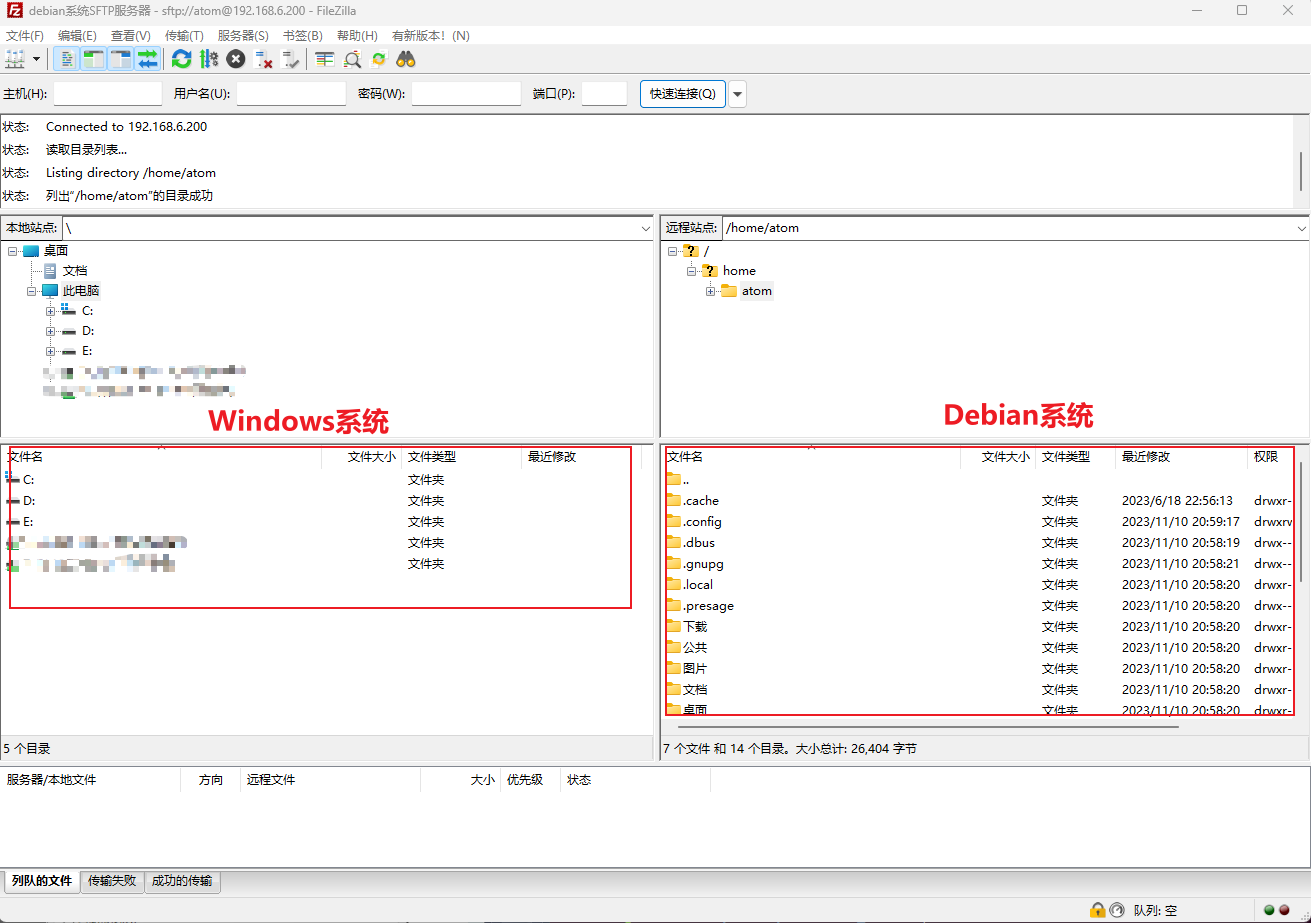 debian系统SFTP服务器 - sftp://atom@192.168.6.200 - FileZilla
文件(F) 编辑(E) 查看(V) 传输(T) 服务器(S) 书签(B) 帮助(H) 有新版本！(N)
主机(H): 用户名(U): 密码(W): 端口(P): 快速连接(Q)
状态: Connected to 192.168.6.200
状态: 读取目录列表...
状态: Listing directory /home/atom
状态: 列出“/home/atom”的目录成功
本地站点: \
桌面
文档
此电脑
C:
D:
E:
Windows系统
远程站点: /home/atom
/
home
atom
Debian系统
文件名 文件大小 文件类型 最近修改
C: 文件夹
D: 文件夹
E: 文件夹
文件夹
文件夹
5 个目录
文件名 文件大小 文件类型 最近修改 权限
..
.cache 文件夹 2023/6/18 22:56:13 drwxr-
.config 文件夹 2023/11/10 20:59:17 drwxrw
.dbus 文件夹 2023/11/10 20:58:19 drwx--
.gnupg 文件夹 2023/11/10 20:58:21 drwx--
.local 文件夹 2023/11/10 20:58:20 drwxr-
.presage 文件夹 2023/11/10 20:58:20 drwx--
下载 文件夹 2023/11/10 20:58:20 drwxr-
公共 文件夹 2023/11/10 20:58:20 drwxr-
图片 文件夹 2023/11/10 20:58:20 drwxr-
文档 文件夹 2023/11/10 20:58:20 drwxr-
桌面 文件夹 2023/11/10 20:58:20 drwxr-
7 个文件 和 14 个目录。大小总计: 26,404 字节
服务器/本地文件 方向 远程文件 大小 优先级 状态
列队的文件 传输失败 成功的传输
队列: 空